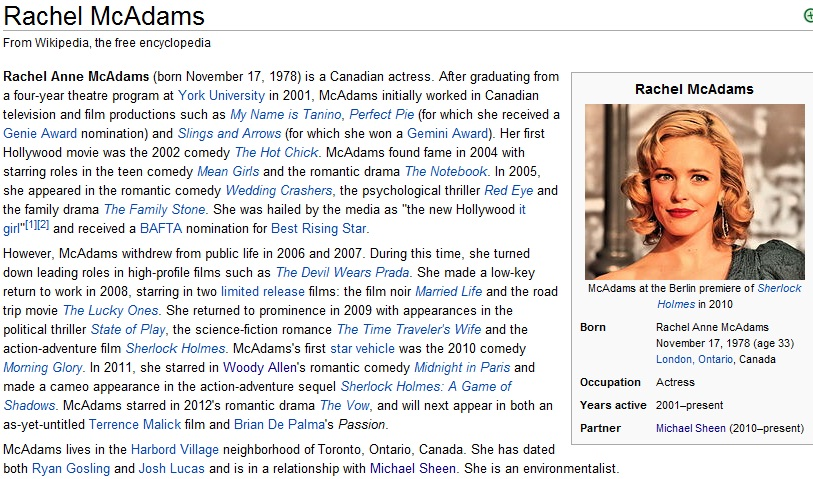 Rachel McAdams
From Wikipedia, the free encyclopedia
Rachel Anne McAdams (born November 17, 1978) is a Canadian actress. After graduating from
a four-year theatre program at York University in 2001, McAdams initially worked in Canadian
television and film productions such as My Name is Tanino, Perfect Pie (for which she received a
Genie Award nomination) and Slings and Arrows (for which she won a Gemini Award). Her first
Hollywood movie was the 2002 comedy The Hot Chick. McAdams found fame in 2004 with
starring roles in the teen comedy Mean Girls and the romantic drama The Notebook. In 2005,
she appeared in the romantic comedy Wedding Crashers, the psychological thriller Red Eye and
the family drama The Family Stone. She was hailed by the media as "the new Hollywood it
girl"[1][2] and received a BAFTA nomination for Best Rising Star.
However, McAdams withdrew from public life in 2006 and 2007. During this time, she turned
down leading roles in high-profile films such as The Devil Wears Prada. She made a low-key
return to work in 2008, starring in two limited release films: the film noir Married Life and the road
trip movie The Lucky Ones. She returned to prominence in 2009 with appearances in the
political thriller State of Play, the science-fiction romance The Time Traveler's Wife and the
action-adventure film Sherlock Holmes. McAdams's first star vehicle was the 2010 comedy
Morning Glory. In 2011, she starred in Woody Allen's romantic comedy Midnight in Paris and
made a cameo appearance in the action-adventure sequel Sherlock Holmes: A Game of
Shadows. McAdams starred in 2012's romantic drama The Vow, and will next appear in both an
as-yet-untitled Terrence Malick film and Brian De Palma's Passion.
McAdams lives in the Harbord Village neighborhood of Toronto, Ontario, Canada. She has dated
both Ryan Gosling and Josh Lucas and is in a relationship with Michael Sheen. She is an environmentalist.
Rachel McAdams
McAdams at the Berlin premiere of Sherlock
Holmes in 2010
Born Rachel Anne McAdams
November 17, 1978 (age 33)
London, Ontario, Canada
Occupation Actress
Years active 2001–present
Partner Michael Sheen (2010–present)